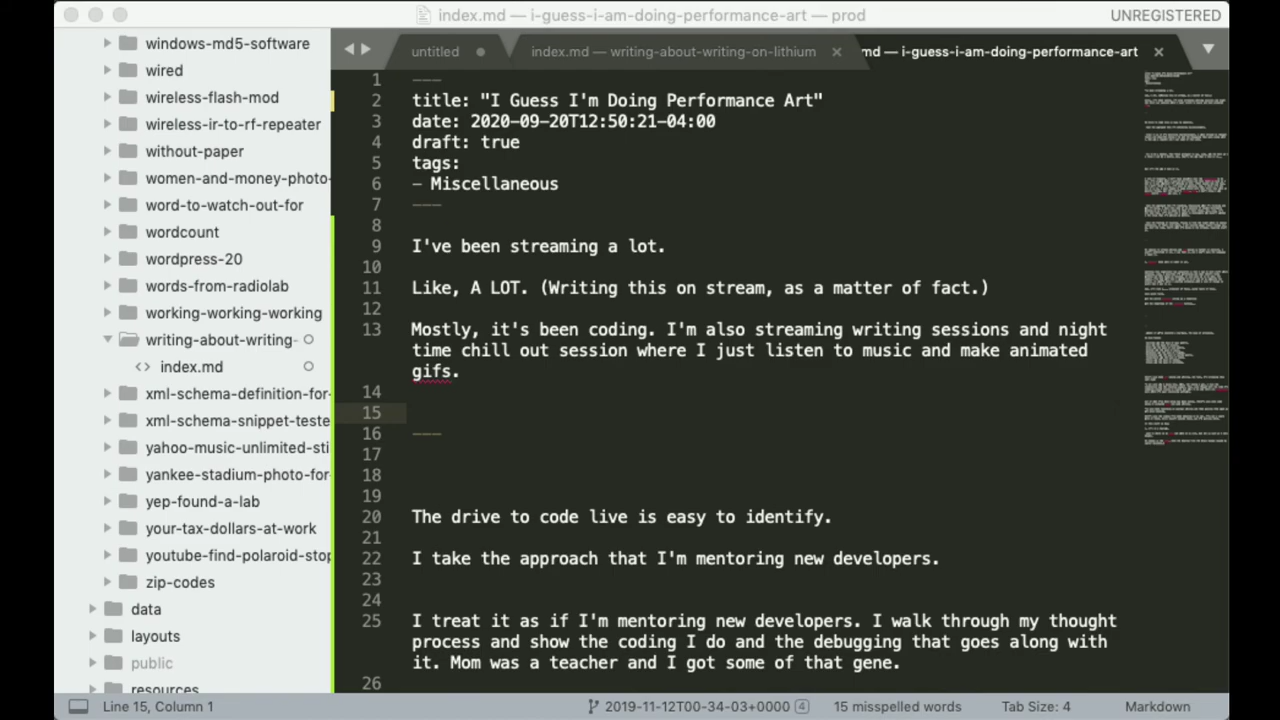 index.md — i-guess-i-am-doing-performance-art — prod
UNREGISTERED
windows-md5-software
wired
wireless-flash-mod
wireless-ir-to-rf-repeater
without-paper
women-and-money-photo-
word-to-watch-out-for
wordcount
wordpress-20
words-from-radiolab
working-working-working
writing-about-writing-
index.md
xml-schema-definition-for-
xml-schema-snippet-teste
yahoo-music-unlimited-sti
yankee-stadium-photo-for-
yep-found-a-lab
your-tax-dollars-at-work
youtube-find-polaroid-stop
zip-codes
data
layouts
public
resources
untitled
index.md — writing-about-writing-on-lithium
md — i-guess-i-am-doing-performance-art
1 ---
2 title: "I Guess I'm Doing Performance Art"
3 date: 2020-09-20T12:50:21-04:00
4 draft: true
5 tags:
6 - Miscellaneous
7 ---
8
9 I've been streaming a lot.
10
11 Like, A LOT. (Writing this on stream, as a matter of fact.)
12
13 Mostly, it's been coding. I'm also streaming writing sessions and night
time chill out session where I just listen to music and make animated
gifs.
14
15
16 ---
17
18
19
20 The drive to code live is easy to identify.
21
22 I take the approach that I'm mentoring new developers.
23
24
25 I treat it as if I'm mentoring new developers. I walk through my thought
process and show the coding I do and the debugging that goes along with
it. Mom was a teacher and I got some of that gene.
26
Line 15, Column 1
2019-11-12T00-34-03+0000 4
15 misspelled words
Tab Size: 4
Markdown